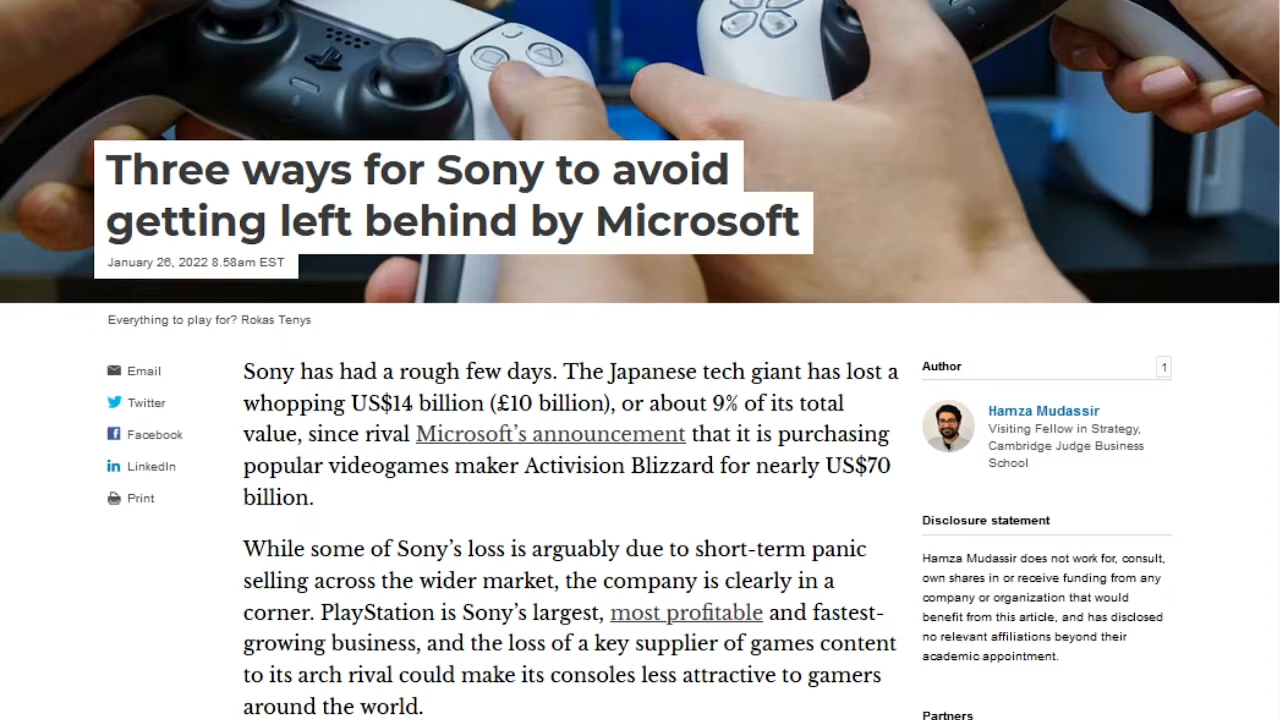 Three ways for Sony to avoid
getting left behind by Microsoft
January 26, 2022 8.58am EST
Everything to play for? Rokas Tenys
Email
Twitter
Facebook
LinkedIn
Print
Sony has had a rough few days. The Japanese tech giant has lost a
whopping US$14 billion (£10 billion), or about 9% of its total
value, since rival Microsoft’s announcement that it is purchasing
popular videogames maker Activision Blizzard for nearly US$70
billion.
While some of Sony’s loss is arguably due to short-term panic
selling across the wider market, the company is clearly in a
corner. PlayStation is Sony’s largest, most profitable and fastest-
growing business, and the loss of a key supplier of games content
to its arch rival could make its consoles less attractive to gamers
around the world.
Author
1
Hamza Mudassir
Visiting Fellow in Strategy,
Cambridge Judge Business
School
Disclosure statement
Hamza Mudassir does not work for, consult,
own shares in or receive funding from any
company or organization that would
benefit from this article, and has disclosed
no relevant affiliations beyond their
academic appointment.
Partners